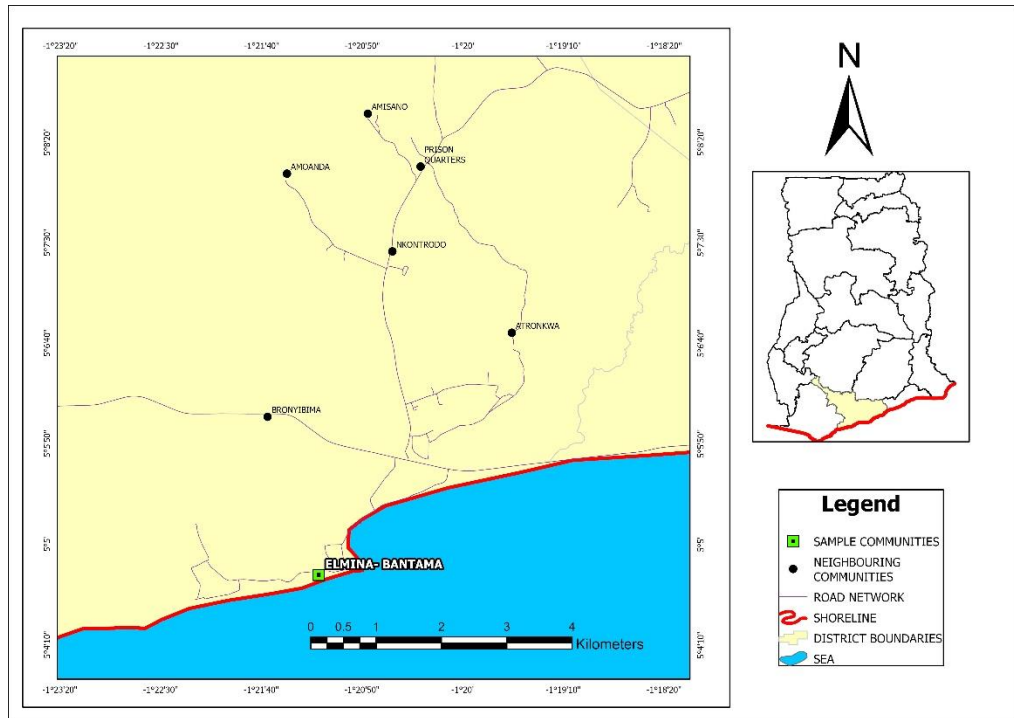 -1°23'20" -1°22'30" -1°21'40" -1°20'50" -1°20' -1°19'10" -1°18'20"
N
AMISANO
5°8'20" 5°8'20"
PRISON
QUARTERS
AMOANDA
5°7'30" 5°7'30"
NKONTRODO
ATRONKWA
5°6'40" 5°6'40"
BRONYIBIMA
5°5'50" 5°5'50"
5°5' 5°5'
ELMINA- BANTAMA
5°4'10" 5°4'10"
0 0.5 1 2 3 4
Kilometers
-1°23'20" -1°22'30" -1°21'40" -1°20'50" -1°20' -1°19'10" -1°18'20"
Legend
SAMPLE COMMUNITIES
NEIGHBOURING
COMMUNITIES
ROAD NETWORK
SHORELINE
DISTRICT BOUNDARIES
SEA